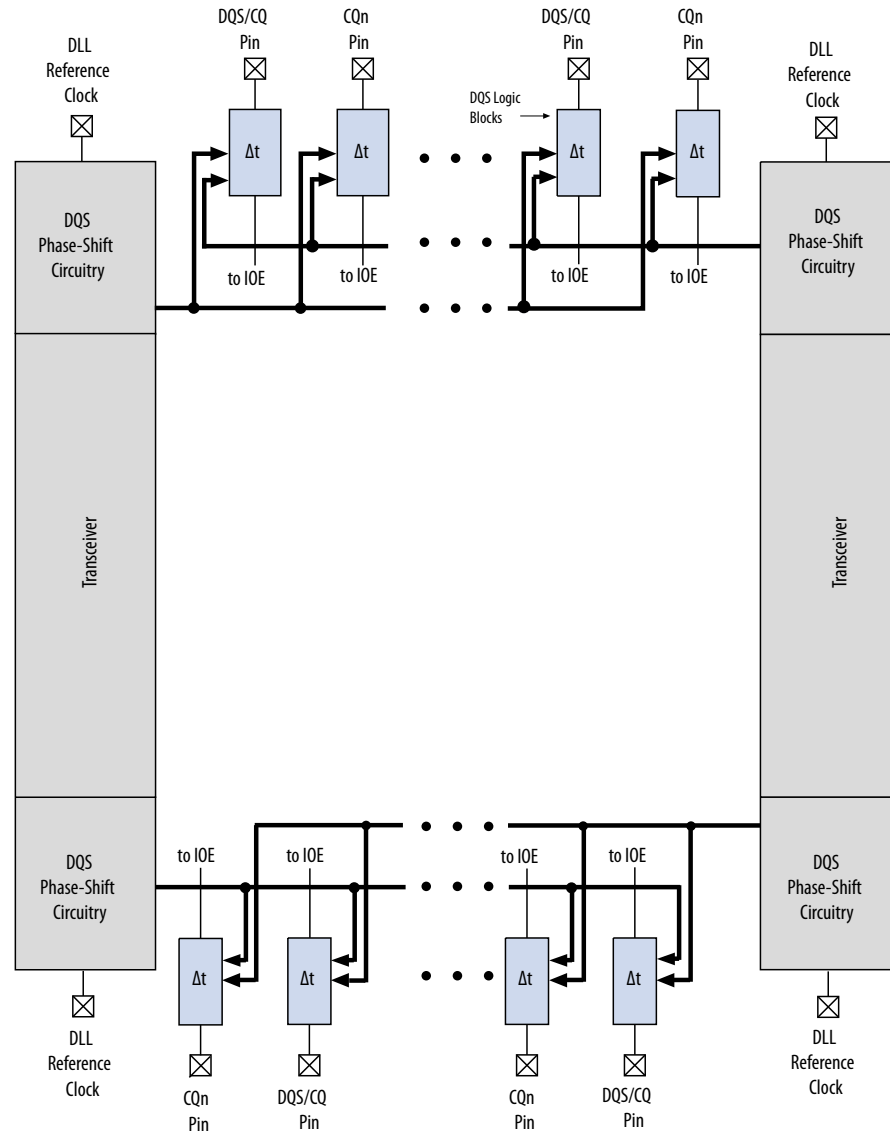 DQS/CQ
Pin
CQn
Pin
DQS/CQ
Pin
CQn
Pin
DLL
Reference
Clock
DLL
Reference
Clock
DQS Logic
Blocks
Δt
Δt
Δt
Δt
DQS
Phase-Shift
Circuitry
DQS
Phase-Shift
Circuitry
to IOE
to IOE
to IOE
to IOE
Transceiver
Transceiver
to IOE
to IOE
to IOE
to IOE
DQS
Phase-Shift
Circuitry
DQS
Phase-Shift
Circuitry
Δt
Δt
Δt
Δt
DLL
Reference
Clock
DLL
Reference
Clock
CQn
Pin
DQS/CQ
Pin
CQn
Pin
DQS/CQ
Pin